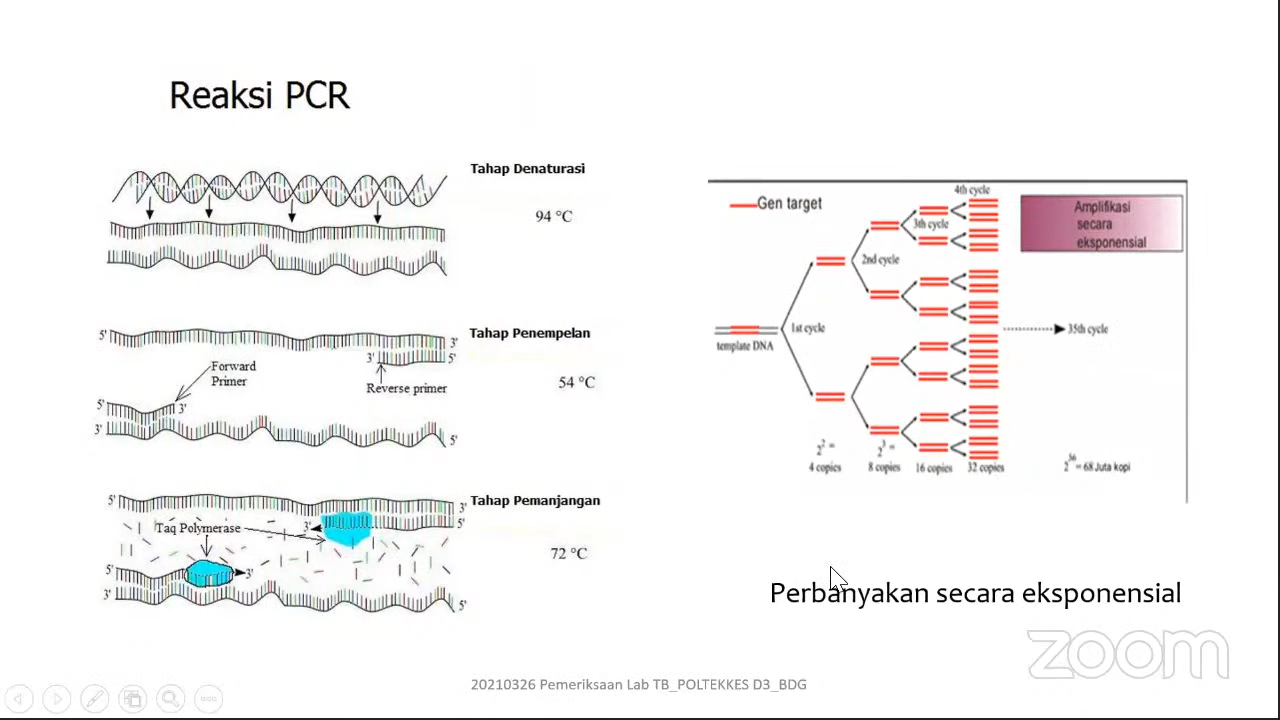 Reaksi PCR
Tahap Denaturasi
94 °C
5'
3'
Tahap Penempelan
3'
5'
54 °C
Forward
Primer
Reverse primer
5'
3'
3'
5'
5'
3'
Tahap Pemanjangan
Taq Polymerase
3'
5'
72 °C
5'
3'
3'
5'
Gen target
4th cycle
3th cycle
2nd cycle
1st cycle
template DNA
Amplifikasi
secara
eksponensial
35th cycle
2² =
4 copies
2³ =
8 copies
16 copies
32 copies
= 68 Juta kopi
Perbanyakan secara eksponensial
zoom
20210326 Pemeriksaan Lab TB_POLTEKKES D3_BDG